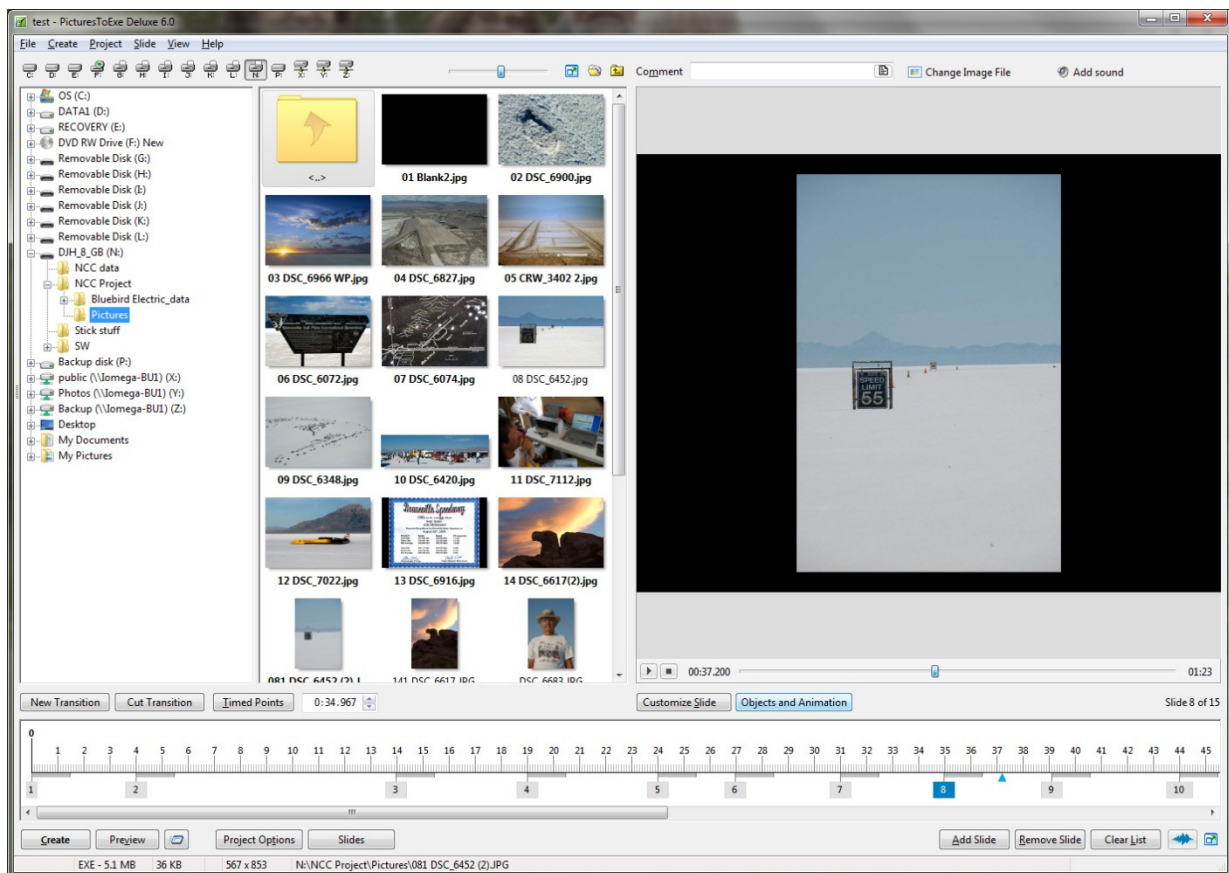 test - PicturesToExe Deluxe 6.0
File Create Project Slide View Help
C: D: E: F: G: H: I: J: K: L: N: P: X: Y: Z:
Comment Change Image File Add sound
OS (C:)
DATA1 (D:)
RECOVERY (E:)
DVD RW Drive (F:) New
Removable Disk (G:)
Removable Disk (H:)
Removable Disk (I:)
Removable Disk (J:)
Removable Disk (K:)
Removable Disk (L:)
DJH_8_GB (N:)
NCC data
NCC Project
Bluebird Electric_data
Pictures
Stick stuff
SW
Backup disk (P:)
public (\\Iomega-BU1) (X:)
Photos (\\Iomega-BU1) (Y:)
Backup (\\Iomega-BU1) (Z:)
Desktop
My Documents
My Pictures
<..> 01 Blank2.jpg 02 DSC_6900.jpg
03 DSC_6966 WP.jpg 04 DSC_6827.jpg 05 CRW_3402 2.jpg
06 DSC_6072.jpg 07 DSC_6074.jpg 08 DSC_6452.jpg
09 DSC_6348.jpg 10 DSC_6420.jpg 11 DSC_7112.jpg
Bonneville Speedway
12 DSC_7022.jpg 13 DSC_6916.jpg 14 DSC_6617(2).jpg
081 DSC_6452 (2).J 141 DSC_6617.JPG DSC_6683.JPG
SPEED
LIMIT
55
00:37.200 01:23
New Transition Cut Transition Timed Points 0:34.967 Customize Slide Objects and Animation Slide 8 of 15
0
1 2 3 4 5 6 7 8 9 10 11 12 13 14 15 16 17 18 19 20 21 22 23 24 25 26 27 28 29 30 31 32 33 34 35 36 37 38 39 40 41 42 43 44 45
1 2 3 4 5 6 7 8 9 10
Create Preview Project Options Slides Add Slide Remove Slide Clear List
EXE - 5.1 MB 36 KB 567 x 853 N:\NCC Project\Pictures\081 DSC_6452 (2).JPG